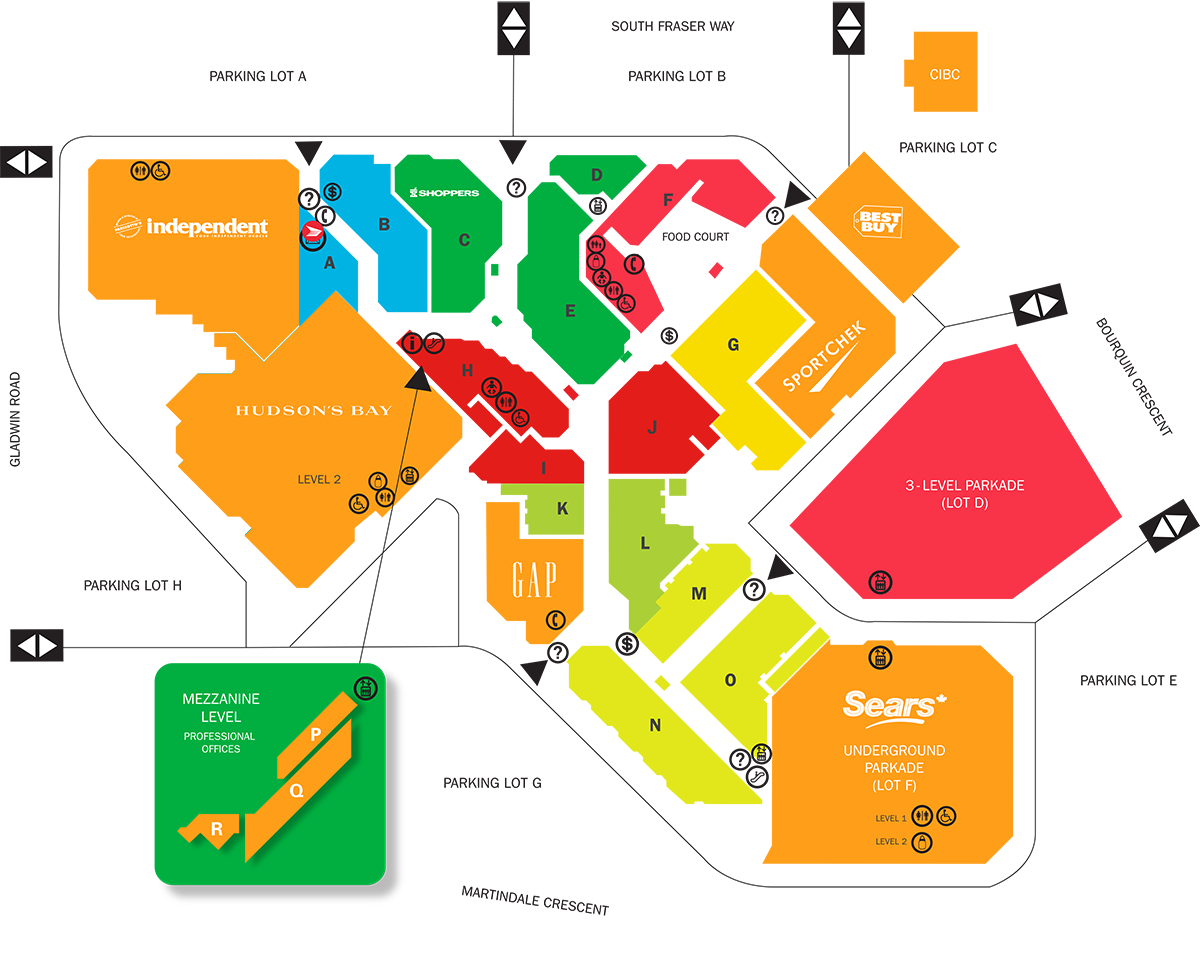 SOUTH FRASER WAY
PARKING LOT A
PARKING LOT B
CIBC
PARKING LOT C
independent
YOUR INDEPENDENT GROCER
?
$
A
B
SHOPPERS
C
?
D
E
F
FOOD COURT
?
BEST
BUY
$
G
SPORTCHEK
BOURQUIN CRESCENT
GLADWIN ROAD
HUDSON'S BAY
LEVEL 2
i
H
I
J
K
L
GAP
3-LEVEL PARKADE
(LOT D)
PARKING LOT H
M
?
$
?
N
O
?
Sears
UNDERGROUND
PARKADE
(LOT F)
LEVEL 1
LEVEL 2
PARKING LOT E
MEZZANINE
LEVEL
PROFESSIONAL
OFFICES
P
Q
R
PARKING LOT G
MARTINDALE CRESCENT